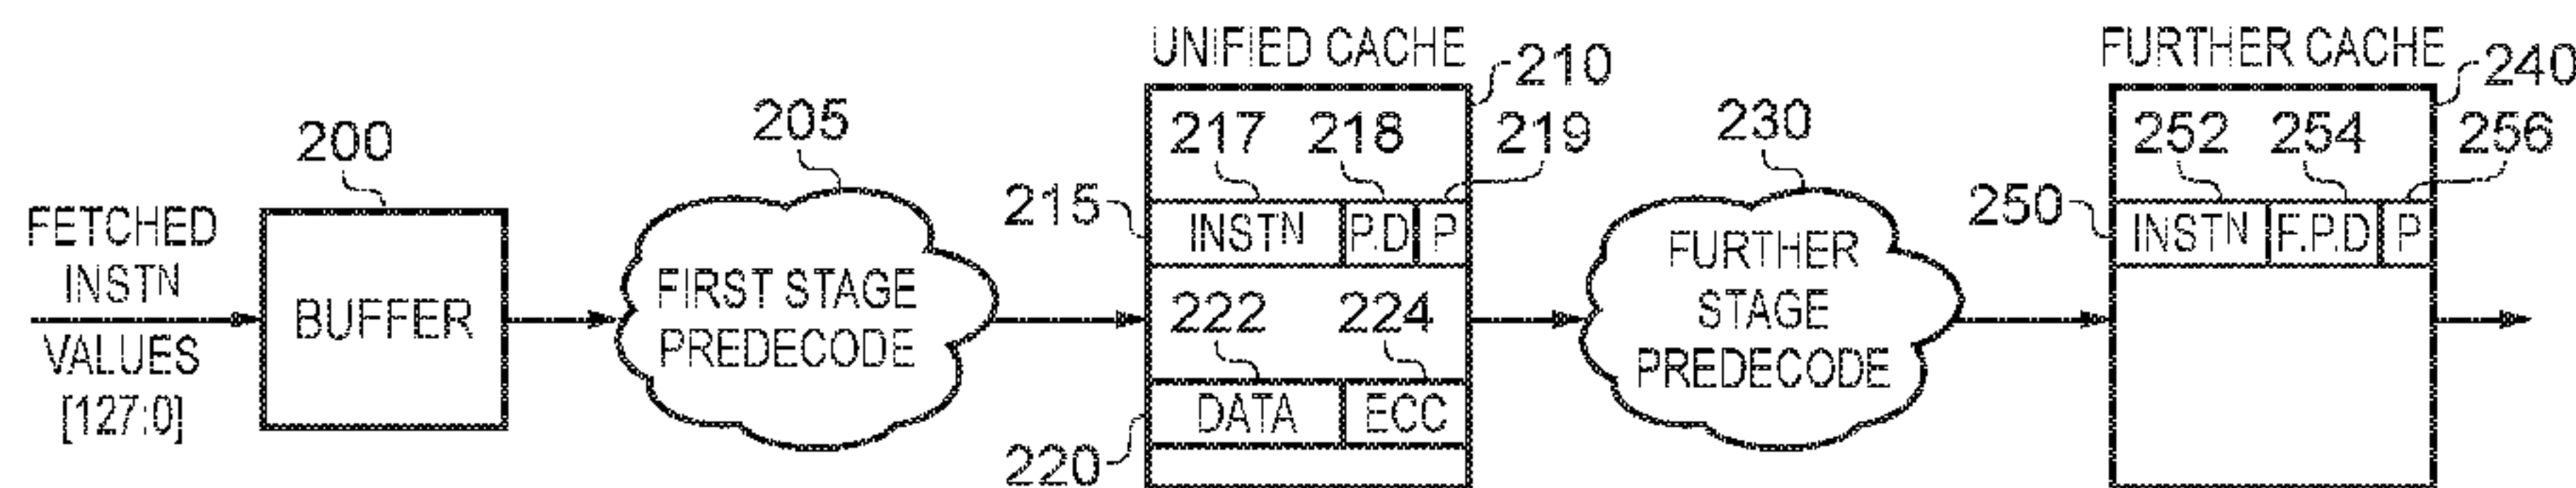 FETCHED
INSTN
VALUES
[127:0]
200
BUFFER
205
FIRST STAGE
PREDECODE
UNIFIED CACHE
210
217 218 219
215
INSTN P.D P
222 224
DATA ECC
220
230
FURTHER
STAGE
PREDECODE
FURTHER CACHE
240
252 254 256
250
INSTN F.P.D P